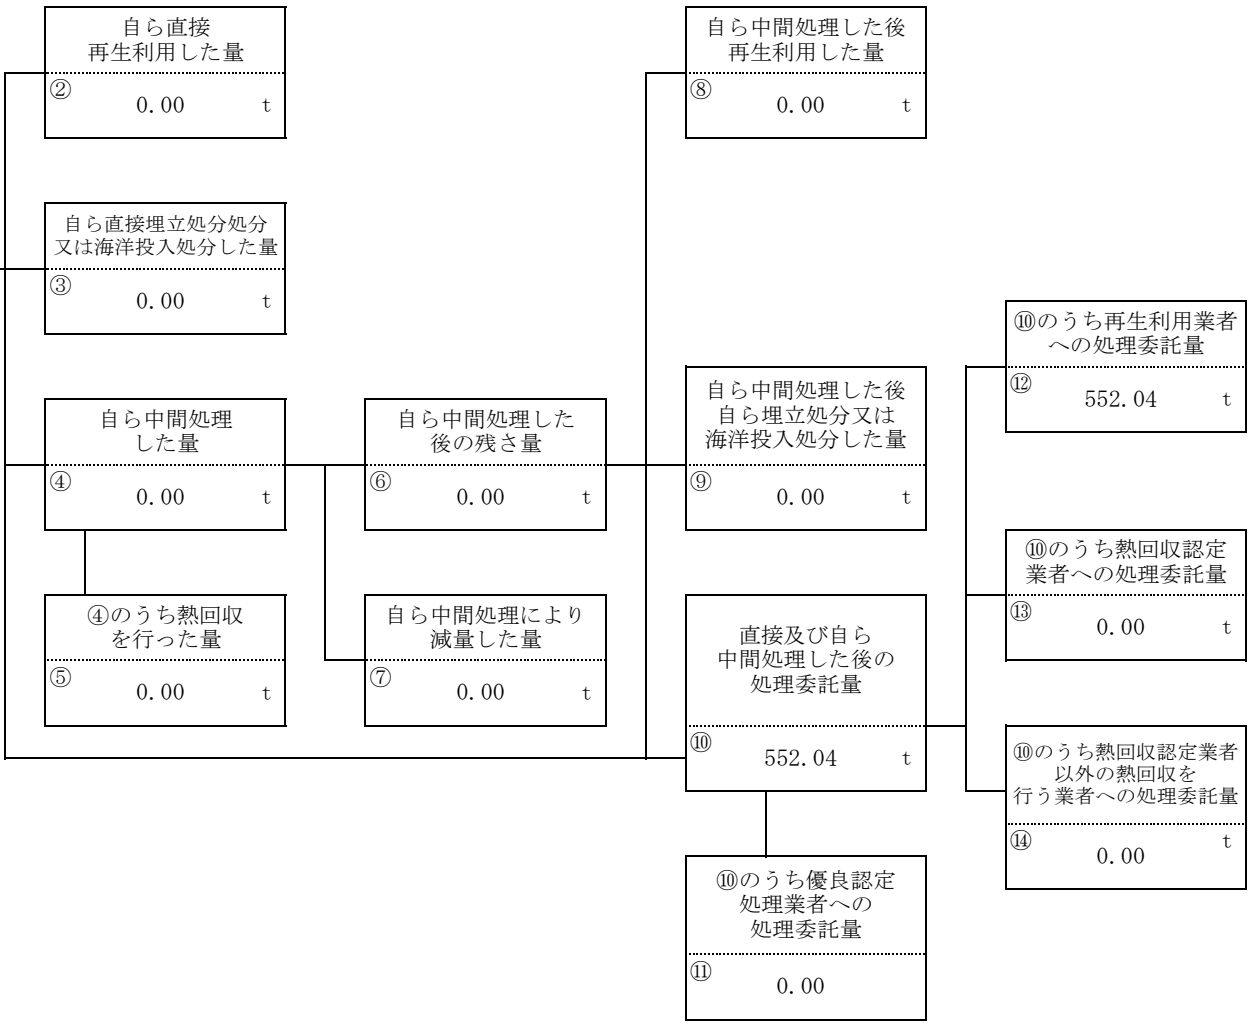 自ら直接
再生利用した量
② 0.00 t
自ら直接埋立処分処分
又は海洋投入処分した量
③ 0.00 t
自ら中間処理
した量
④ 0.00 t
④のうち熱回収
を行った量
⑤ 0.00 t
自ら中間処理した
後の残さ量
⑥ 0.00 t
自ら中間処理により
減量した量
⑦ 0.00 t
自ら中間処理した後
再生利用した量
⑧ 0.00 t
自ら中間処理した後
自ら埋立処分又は
海洋投入処分した量
⑨ 0.00 t
直接及び自ら
中間処理した後の
処理委託量
⑩ 552.04 t
⑩のうち優良認定
処理業者への
処理委託量
⑪ 0.00
⑩のうち再生利用業者
への処理委託量
⑫ 552.04 t
⑩のうち熱回収認定
業者への処理委託量
⑬ 0.00 t
⑩のうち熱回収認定業者
以外の熱回収を
行う業者への処理委託量
⑭ 0.00 t